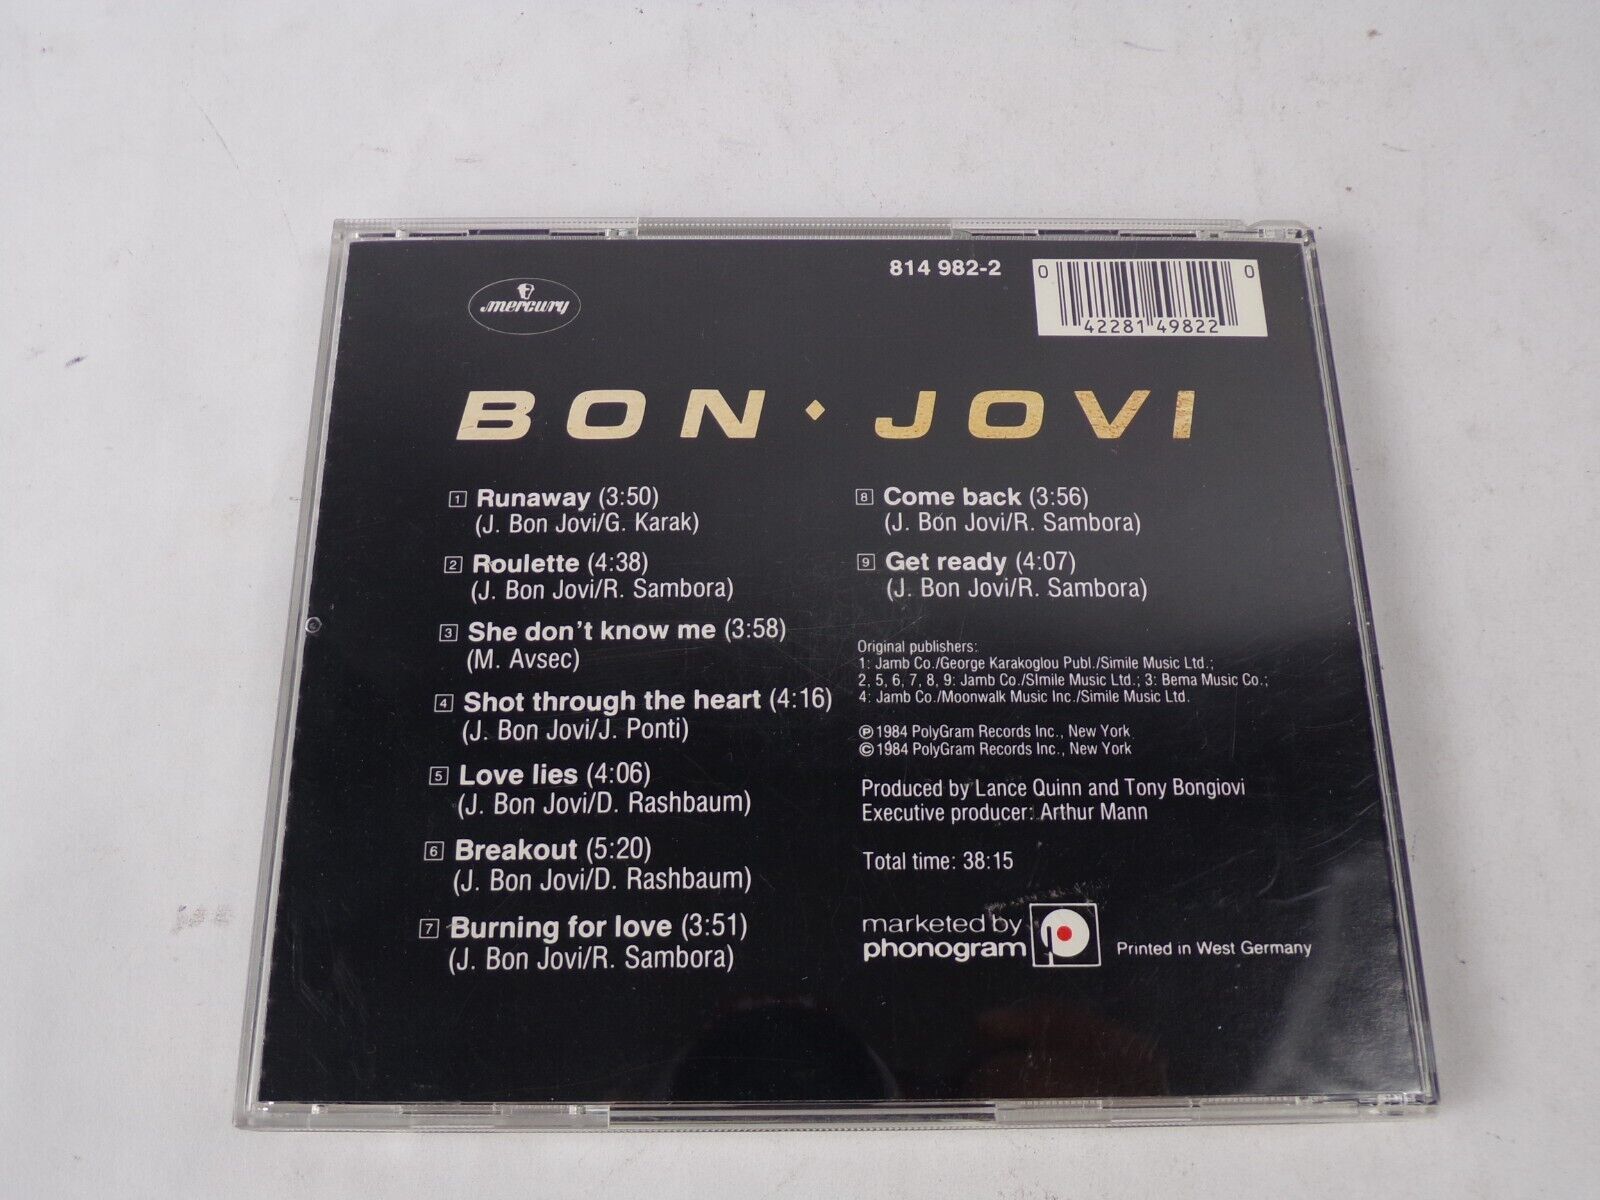 814 982-2
0 0
42281 49822
mercury
BON · JOVI
1 Runaway (3:50)
(J. Bon Jovi/G. Karak)
2 Roulette (4:38)
(J. Bon Jovi/R. Sambora)
3 She don't know me (3:58)
(M. Avsec)
4 Shot through the heart (4:16)
(J. Bon Jovi/J. Ponti)
5 Love lies (4:06)
(J. Bon Jovi/D. Rashbaum)
6 Breakout (5:20)
(J. Bon Jovi/D. Rashbaum)
7 Burning for love (3:51)
(J. Bon Jovi/R. Sambora)
8 Come back (3:56)
(J. Bon Jovi/R. Sambora)
9 Get ready (4:07)
(J. Bon Jovi/R. Sambora)
Original publishers:
1: Jamb Co./George Karakoglou Publ./Simile Music Ltd.;
2, 5, 6, 7, 8, 9: Jamb Co./SImile Music Ltd.; 3: Bema Music Co.;
4: Jamb Co./Moonwalk Music Inc./Simile Music Ltd.
℗ 1984 PolyGram Records Inc., New York
© 1984 PolyGram Records Inc., New York
Produced by Lance Quinn and Tony Bongiovi
Executive producer: Arthur Mann
Total time: 38:15
marketed by
phonogram
Printed in West Germany